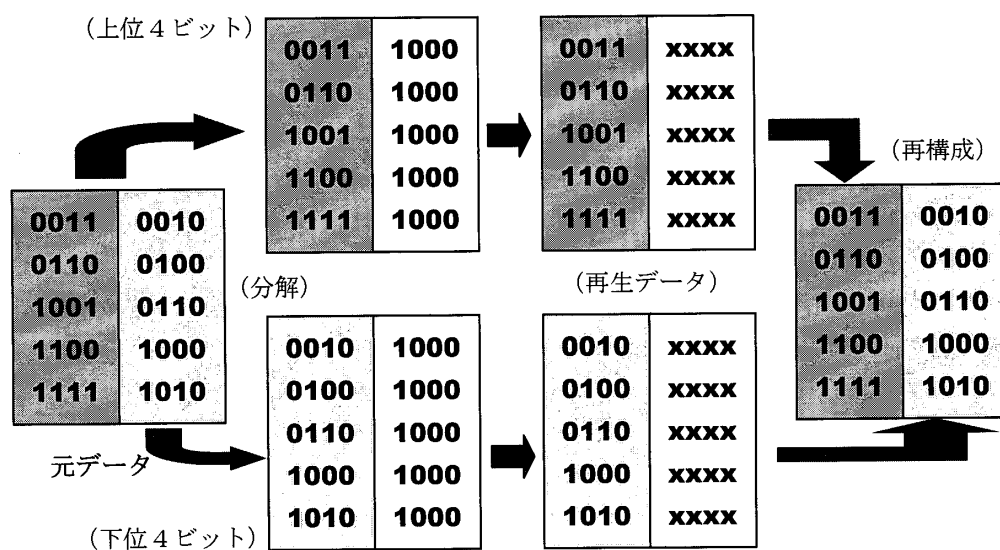 (上位4ビット)
0011 1000
0110 1000
1001 1000
1100 1000
1111 1000
0011 xxxx
0110 xxxx
1001 xxxx
1100 xxxx
1111 xxxx
(再構成)
0011 0010
0110 0100
1001 0110
1100 1000
1111 1010
元データ
(分解)
(再生データ)
0011 0010
0110 0100
1001 0110
1100 1000
1111 1010
0010 1000
0100 1000
0110 1000
1000 1000
1010 1000
(下位4ビット)
0010 xxxx
0100 xxxx
0110 xxxx
1000 xxxx
1010 xxxx